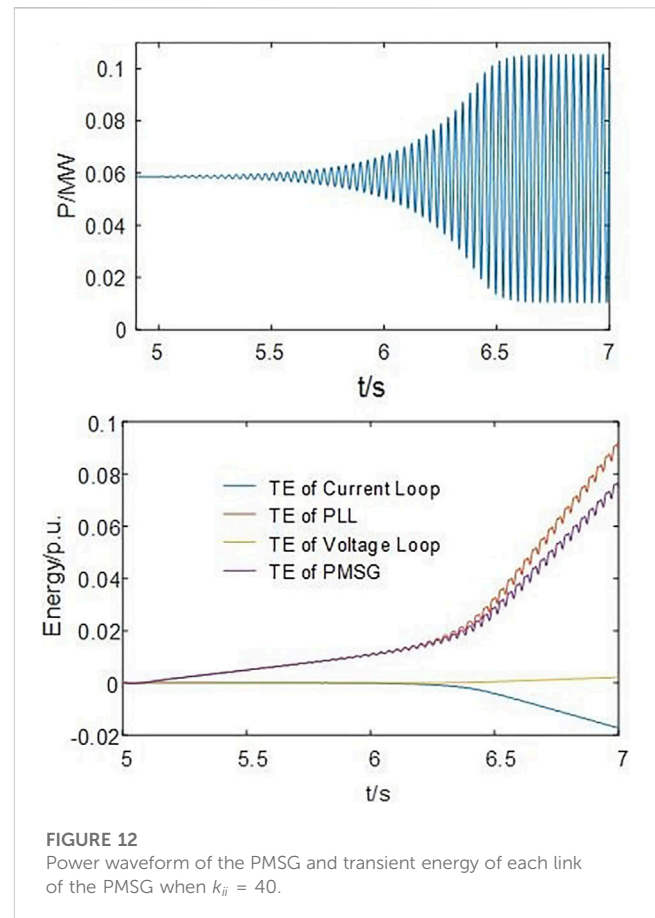 0.1
0.08
0.06
0.04
0.02
0
P/MW
5
5.5
6
6.5
7
t/s
0.1
0.08
0.06
0.04
0.02
0
-0.02
Energy/p.u.
TE of Current Loop
TE of PLL
TE of Voltage Loop
TE of PMSG
5
5.5
6
6.5
7
t/s
FIGURE 12
Power waveform of the PMSG and transient energy of each link
of the PMSG when kii = 40.